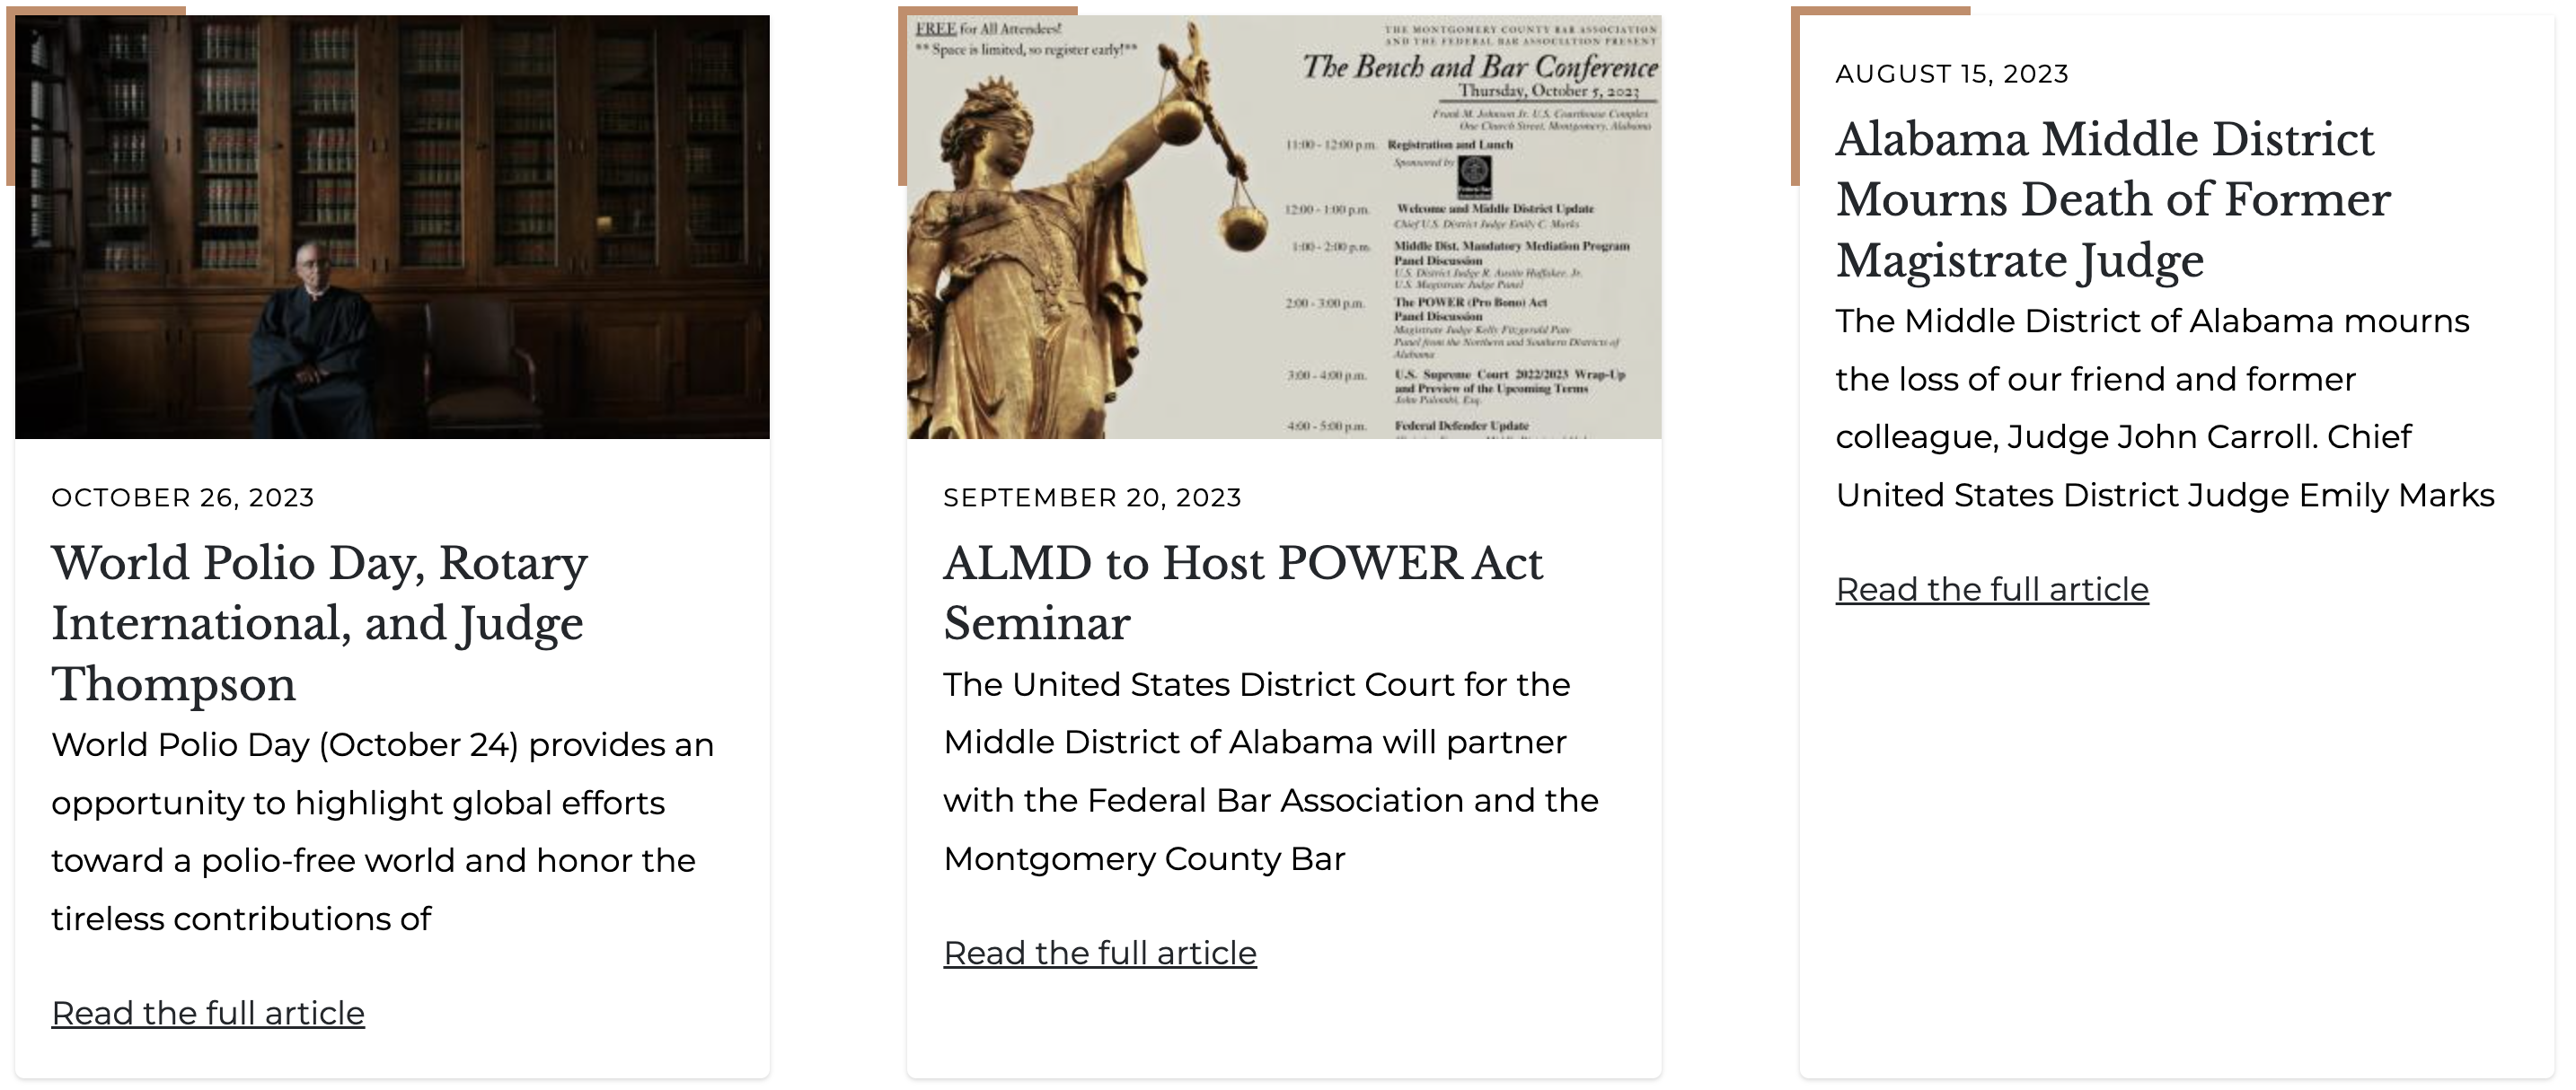 OCTOBER 26, 2023
World Polio Day, Rotary
International, and Judge
Thompson
World Polio Day (October 24) provides an
opportunity to highlight global efforts
toward a polio-free world and honor the
tireless contributions of
Read the full article
FREE for All Attendees!
** Space is limited, so register early!**
THE MONTGOMERY COUNTY BAR ASSOCIATION
AND THE FEDERAL BAR ASSOCIATION PRESENT
The Bench and Bar Conference
Thursday, October 5, 2023
Frank M. Johnson Jr. U.S. Courthouse Complex
One Church Street, Montgomery, Alabama
11:00 - 12:00 p.m. Registration and Lunch
Sponsored by
12:00 - 1:00 p.m. Welcome and Middle District Update
Chief U.S. District Judge Emily C. Marks
1:00 - 2:00 p.m. Middle Dist. Mandatory Mediation Program
Panel Discussion
U.S. District Judge R. Austin Huffaker, Jr.
U.S. Magistrate Judge Panel
2:00 - 3:00 p.m. The POWER (Pro Bono) Act
Panel Discussion
Magistrate Judge Kelly Fitzgerald Pate
Panel from the Northern and Southern Districts of
Alabama
3:00 - 4:00 p.m. U.S. Supreme Court 2022/2023 Wrap-Up
and Preview of the Upcoming Terms
John Palombi, Esq.
4:00 - 5:00 p.m. Federal Defender Update
SEPTEMBER 20, 2023
ALMD to Host POWER Act
Seminar
The United States District Court for the
Middle District of Alabama will partner
with the Federal Bar Association and the
Montgomery County Bar
Read the full article
AUGUST 15, 2023
Alabama Middle District
Mourns Death of Former
Magistrate Judge
The Middle District of Alabama mourns
the loss of our friend and former
colleague, Judge John Carroll. Chief
United States District Judge Emily Marks
Read the full article